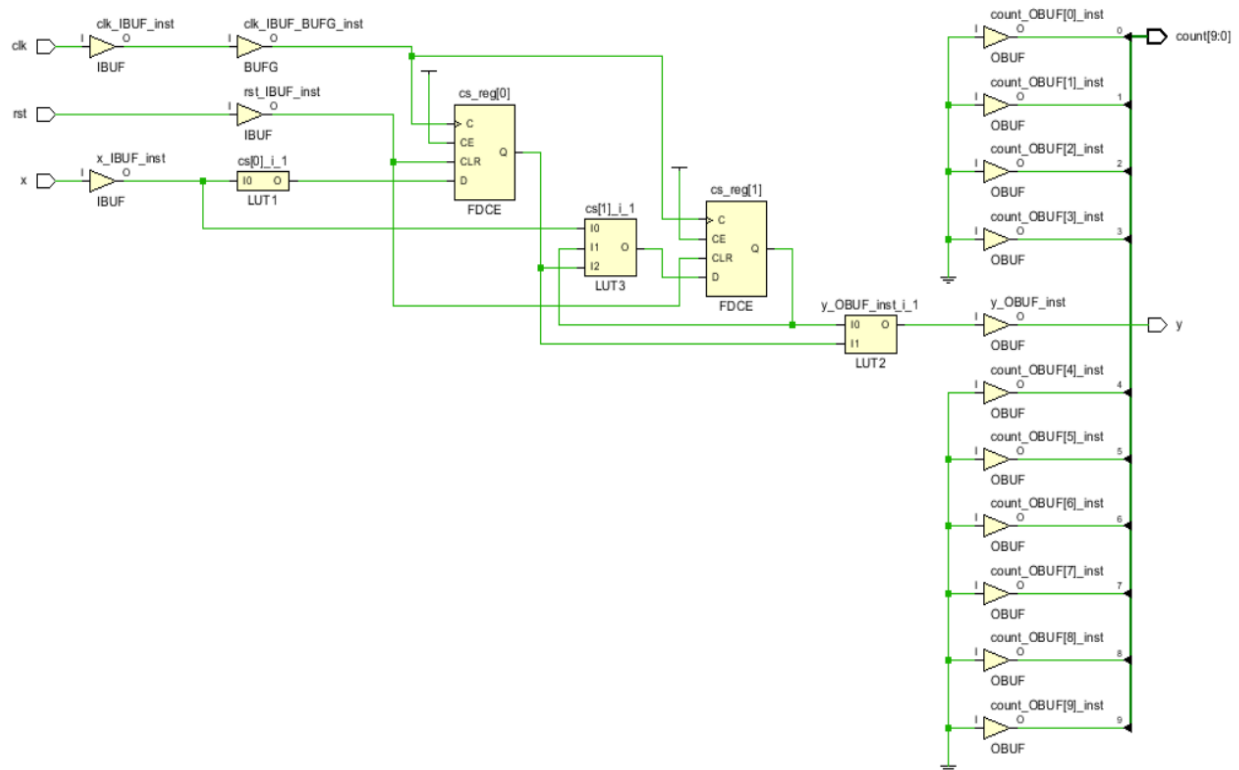 clk_IBUF_inst
clk_IBUF_BUFG_inst
clk
I
O
IBUF
I
O
BUFG
rst_IBUF_inst
rst
I
O
IBUF
x_IBUF_inst
x
I
O
IBUF
cs[0]_i_1
I0 O
LUT1
cs_reg[0]
C
CE
CLR
D
Q
FDCE
cs[1]_i_1
I0
I1
I2
O
LUT3
cs_reg[1]
C
CE
CLR
D
Q
FDCE
y_OBUF_inst_i_1
I0 O
I1
LUT2
count_OBUF[0]_inst
I
O
0
OBUF
count[9:0]
count_OBUF[1]_inst
I
O
1
OBUF
count_OBUF[2]_inst
I
O
2
OBUF
count_OBUF[3]_inst
I
O
3
OBUF
y_OBUF_inst
I
O
OBUF
y
count_OBUF[4]_inst
I
O
4
OBUF
count_OBUF[5]_inst
I
O
5
OBUF
count_OBUF[6]_inst
I
O
6
OBUF
count_OBUF[7]_inst
I
O
7
OBUF
count_OBUF[8]_inst
I
O
8
OBUF
count_OBUF[9]_inst
I
O
9
OBUF